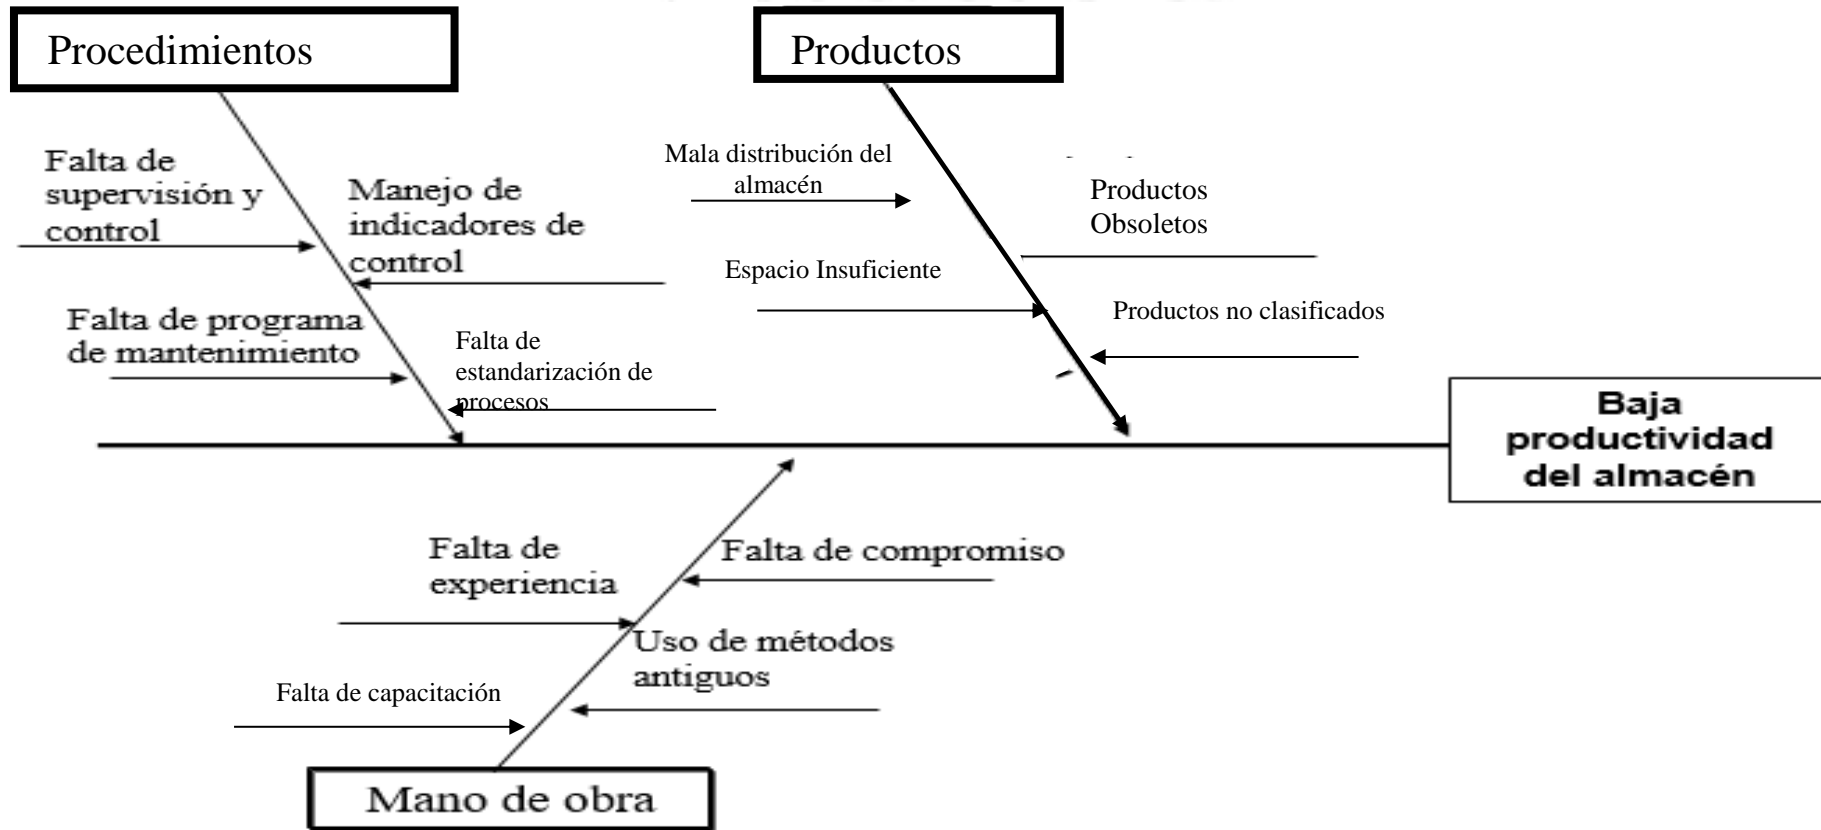 Procedimientos
Productos
Falta de
supervisión y
control
Manejo de
indicadores de
control
Falta de programa
de mantenimiento
Falta de
estandarización de
procesos
Mala distribución del
almacén
Productos
Obsoletos
Espacio Insuficiente
Productos no clasificados
Baja
productividad
del almacén
Falta de
experiencia
Falta de compromiso
Uso de métodos
antiguos
Falta de capacitación
Mano de obra